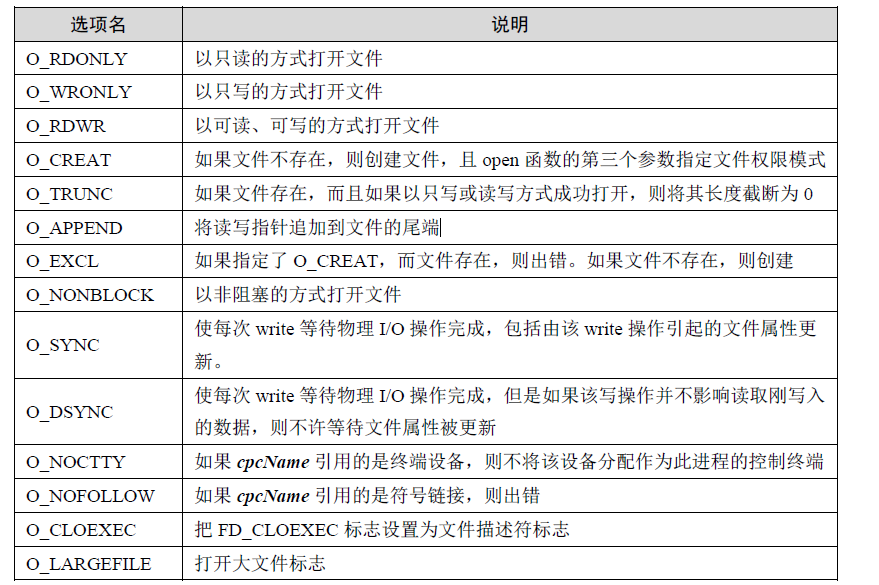 选项名 说明
O_RDONLY 以只读的方式打开文件
O_WRONLY 以只写的方式打开文件
O_RDWR 以可读、可写的方式打开文件
O_CREAT 如果文件不存在，则创建文件，且 open 函数的第三个参数指定文件权限模式
O_TRUNC 如果文件存在，而且如果以只写或读写方式成功打开，则将其长度截断为 0
O_APPEND 将读写指针追加到文件的尾端
O_EXCL 如果指定了 O_CREAT，而文件存在，则出错。如果文件不存在，则创建
O_NONBLOCK 以非阻塞的方式打开文件
O_SYNC 使每次 write 等待物理 I/O 操作完成，包括由该 write 操作引起的文件属性更
新。
O_DSYNC 使每次 write 等待物理 I/O 操作完成，但是如果该写操作并不影响读取刚写入
的数据，则不许等待文件属性被更新
O_NOCTTY 如果 cpcName 引用的是终端设备，则不将该设备分配作为此进程的控制终端
O_NOFOLLOW 如果 cpcName 引用的是符号链接，则出错
O_CLOEXEC 把 FD_CLOEXEC 标志设置为文件描述符标志
O_LARGEFILE 打开大文件标志